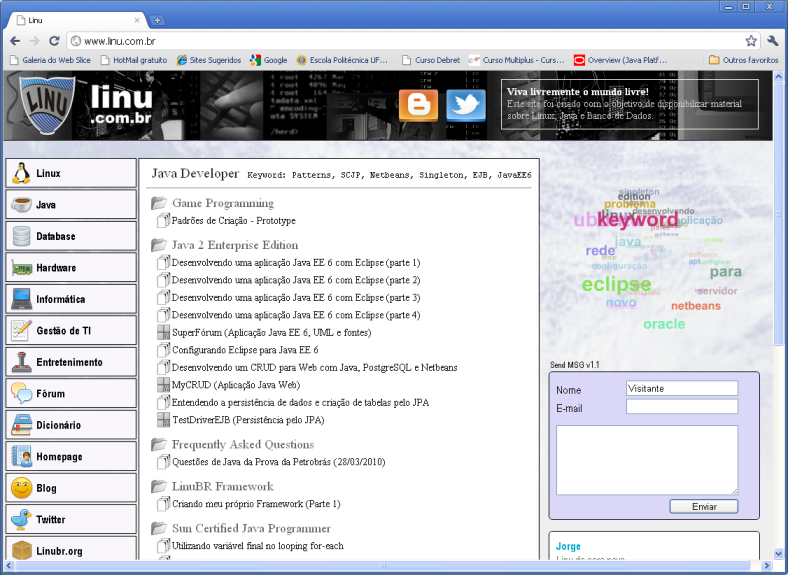 Linu
www.linu.com.br
Galeria do Web Slice
HotMail gratuito
Sites Sugeridos
Google
Escola Politécnica UF...
Curso Debret
Curso Multiplus - Curs...
Overview (Java Platf...
Outros favoritos
LINU
linu
.com.br
Viva livremente o mundo livre!
Este site foi criado com o objetivo de disponibilizar material
sobre Linux, Java e Banco de Dados.
Linux
Java
Database
Hardware
Informática
Gestão de TI
Entretenimento
Fórum
Dicionário
Homepage
Blog
Twitter
Linubr.org
Java Developer Keyword: Patterns, SCJP, Netbeans, Singleton, EJB, JavaEE6
Game Programming
Padrões de Criação - Prototype
Java 2 Enterprise Edition
Desenvolvendo uma aplicação Java EE 6 com Eclipse (parte 1)
Desenvolvendo uma aplicação Java EE 6 com Eclipse (parte 2)
Desenvolvendo uma aplicação Java EE 6 com Eclipse (parte 3)
Desenvolvendo uma aplicação Java EE 6 com Eclipse (parte 4)
SuperFórum (Aplicação Java EE 6, UML e fontes)
Configurando Eclipse para Java EE 6
Desenvolvendo um CRUD para Web com Java, PostgreSQL e Netbeans
MyCRUD (Aplicação Java Web)
Entendendo a persistência de dados e criação de tabelas pelo JPA
TestDriverEJB (Persistência pelo JPA)
Frequently Asked Questions
Questões de Java da Prova da Petrobrás (28/03/2010)
LinuBR Framework
Criando meu próprio Framework (Parte 1)
Sun Certified Java Programmer
Utilizando variável final no looping for-each
singleton
edition
problema
desenvolvendo
keyword
aplicação
java
rede
configuração
apt
para
eclipse
servidor
novo
netbeans
oracle
Send MSG v1.1
Nome
Visitante
E-mail
Enviar
Jorge